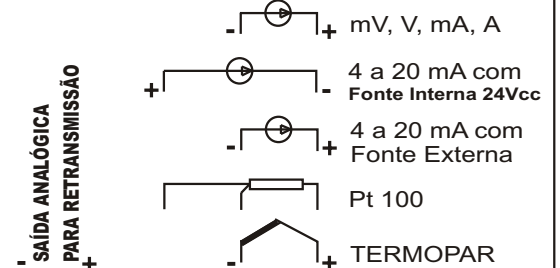 - + mV, V, mA, A
+ - 4 a 20 mA com
Fonte Interna 24Vcc
- + 4 a 20 mA com
Fonte Externa
Pt 100
- + TERMOPAR
- SAÍDA ANALÓGICA
PARA RETRANSMISSÃO +